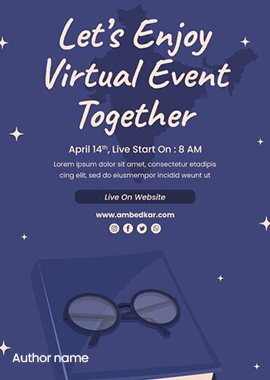 Let's Enjoy
Virtual Event
Together
April 14th, Live Start On : 8 AM
Lorem ipsum dolor sit amet, consectetur etadipis
cing elit, sed do eiusmpor incidid weunt ut
Live On Website
www.ambedkar.com
Author name